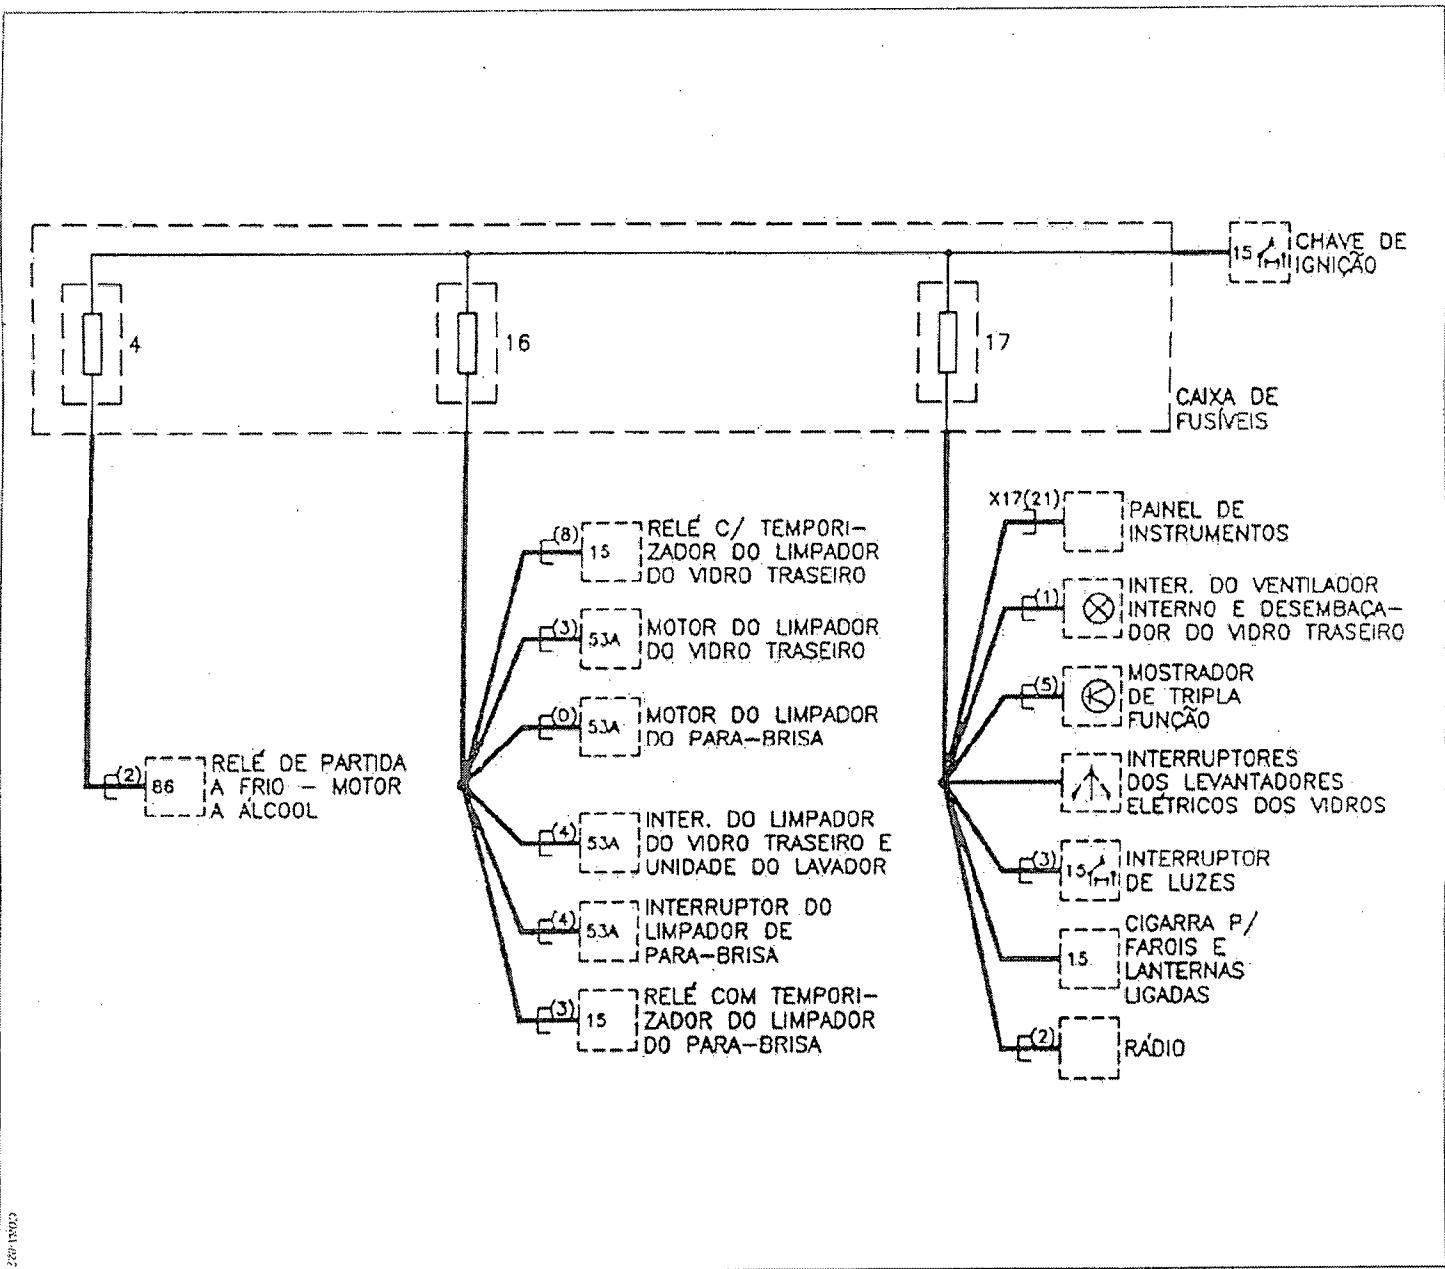 15
CHAVE DE
IGNIÇÃO
4
16
17
CAIXA DE
FUSÍVEIS
(2)
86
RELÉ DE PARTIDA
A FRIO - MOTOR
A ÁLCOOL
(8)
15
RELÉ C/ TEMPORI-
ZADOR DO LIMPADOR
DO VIDRO TRASEIRO
(3)
53A
MOTOR DO LIMPADOR
DO VIDRO TRASEIRO
(0)
53A
MOTOR DO LIMPADOR
DO PARA-BRISA
(4)
53A
INTER. DO LIMPADOR
DO VIDRO TRASEIRO E
UNIDADE DO LAVADOR
(4)
53A
INTERRUPTOR DO
LIMPADOR DE
PARA-BRISA
(3)
15
RELÉ COM TEMPORI-
ZADOR DO LIMPADOR
DO PARA-BRISA
X17(21)
PAINEL DE
INSTRUMENTOS
(1)
INTER. DO VENTILADOR
INTERNO E DESEMBAÇA-
DOR DO VIDRO TRASEIRO
(5)
MOSTRADOR
DE TRIPLA
FUNÇÃO
INTERRUPTORES
DOS LEVANTADORES
ELÉTRICOS DOS VIDROS
(3)
15
INTERRUPTOR
DE LUZES
15
CIGARRA P/
FAROIS E
LANTERNAS
LIGADAS
(2)
RÁDIO